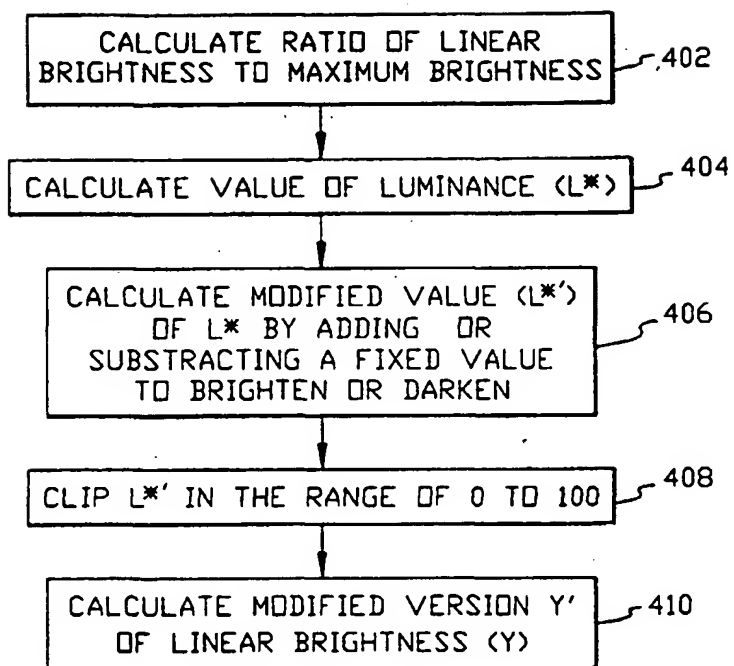 CALCULATE RATIO OF LINEAR
BRIGHTNESS TO MAXIMUM BRIGHTNESS
402
CALCULATE VALUE OF LUMINANCE (L*)
404
CALCULATE MODIFIED VALUE (L*')
OF L* BY ADDING OR
SUBSTRACTING A FIXED VALUE
TO BRIGHTEN OR DARKEN
406
CLIP L*' IN THE RANGE OF 0 TO 100
408
CALCULATE MODIFIED VERSION Y'
OF LINEAR BRIGHTNESS (Y)
410